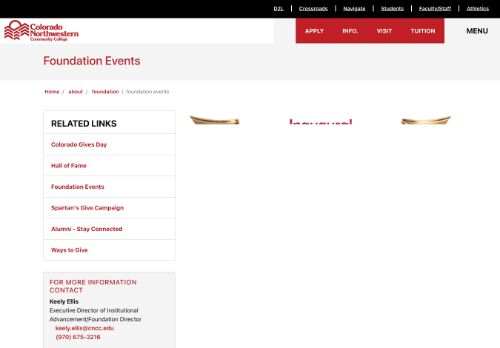 D2L | Crossroads | Navigate | Students | Faculty/Staff | Athletics
Colorado
Northwestern
Community College
APPLY INFO. VISIT TUITION MENU
Foundation Events
Home / about / foundation / foundation events
RELATED LINKS
Colorado Gives Day
Hall of Fame
Foundation Events
Spartan's Give Campaign
Alumni - Stay Connected
Ways to Give
Inaugural
FOR MORE INFORMATION
CONTACT
Keely Ellis
Executive Director of Institutional
Advancement/Foundation Director
keely.ellis@cncc.edu
(970) 675-3216